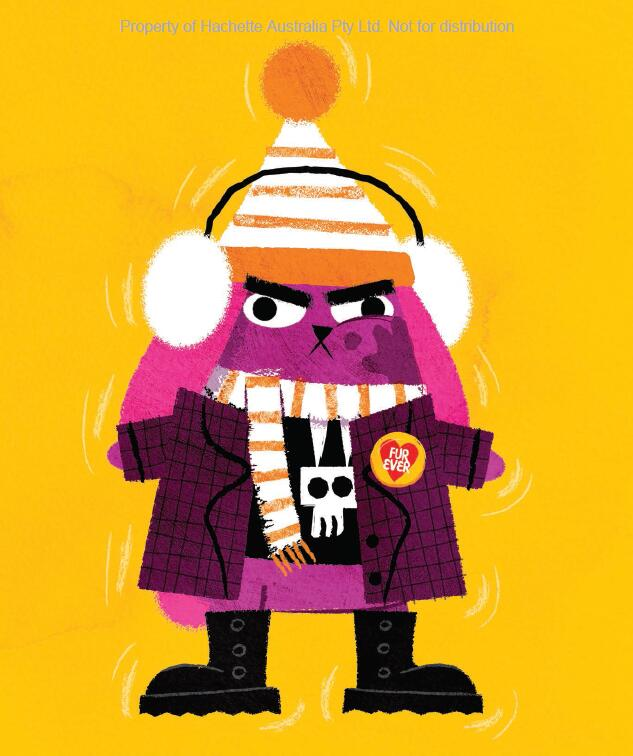 Property of Hachette Australia Pty Ltd. Not for distribution
FUR
EVER